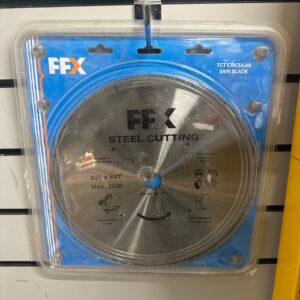 FFX
TCT CIRCULAR
SAW BLADE
FFX
STEEL CUTTING
305 x 60T
Max. 2000